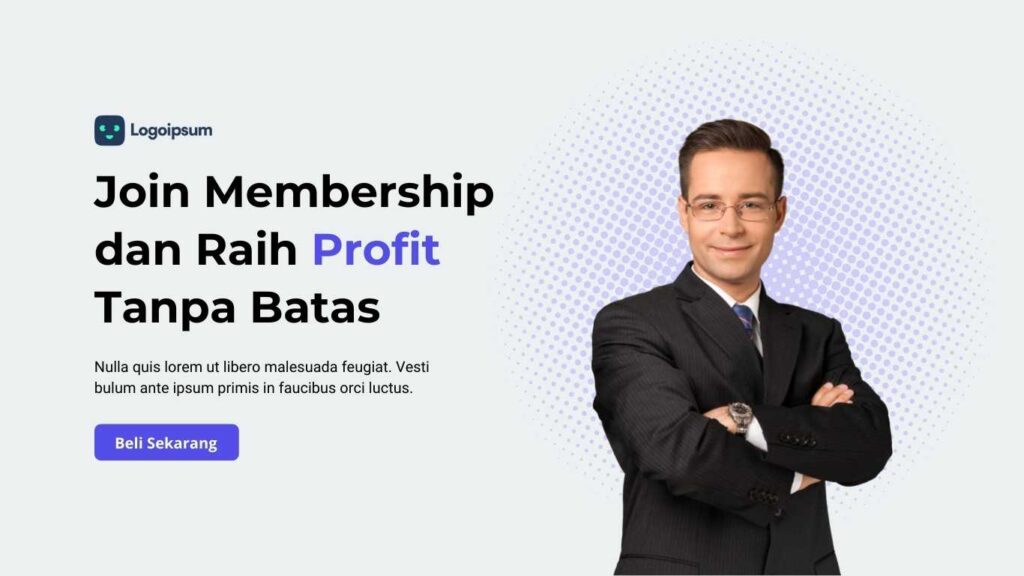 Logoipsum
Join Membership
dan Raih Profit
Tanpa Batas
Nulla quis lorem ut libero malesuada feugiat. Vesti
bulum ante ipsum primis in faucibus orci luctus.
Beli Sekarang